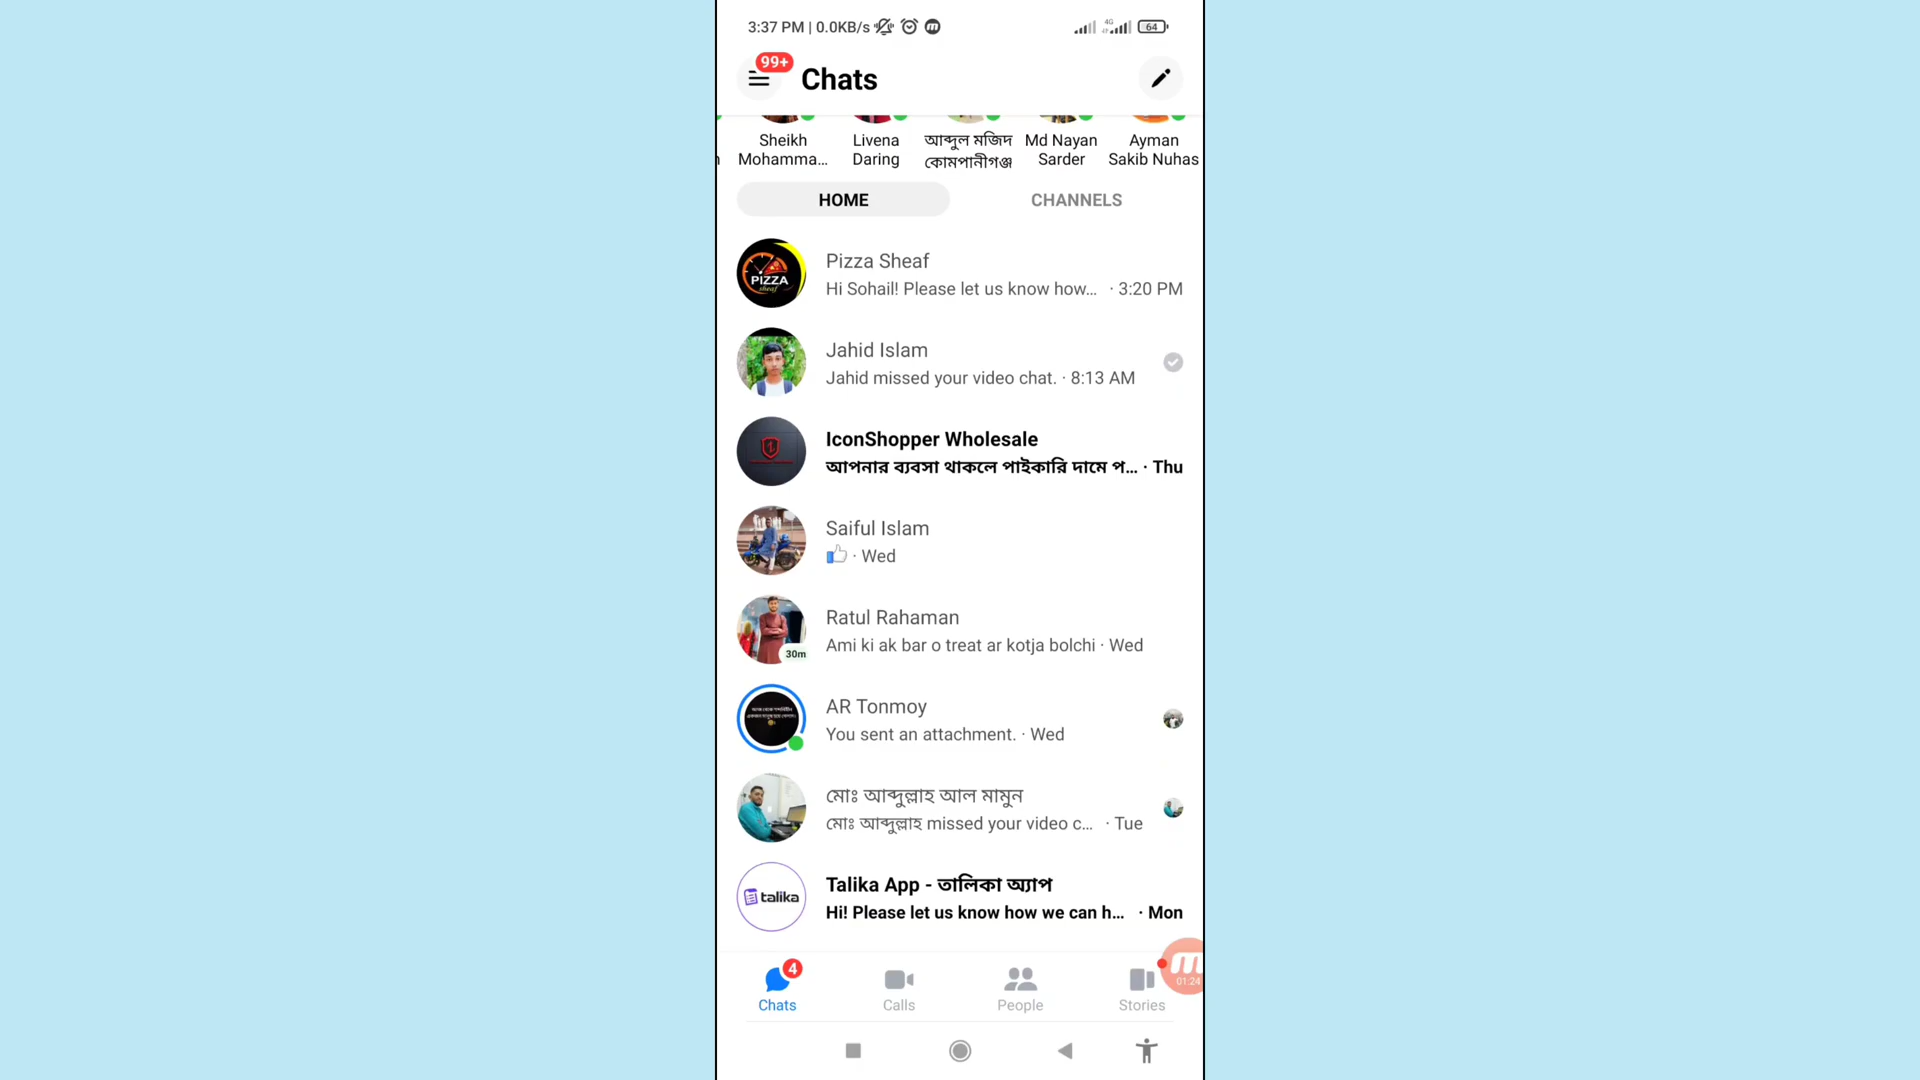 3:37 PM | 0.0KB/s
4G
64
99+
Chats
Sheikh Mohamma...
Livena Daring
আব্দুল মজিদ কোমপানীগঞ্জ
Md Nayan Sarder
Ayman Sakib Nuhas
HOME
CHANNELS
PIZZA
sheaf
Pizza Sheaf
Hi Sohail! Please let us know how... · 3:20 PM
Jahid Islam
Jahid missed your video chat. · 8:13 AM
IconShopper Wholesale
আপনার ব্যবসা থাকলে পাইকারি দামে প... · Thu
Saiful Islam
· Wed
Ratul Rahaman
Ami ki ak bar o treat ar kotja bolchi · Wed
30m
AR Tonmoy
You sent an attachment. · Wed
মোঃ আব্দুল্লাহ আল মামুন
মোঃ আব্দুল্লাহ missed your video c... · Tue
talika
Talika App - তালিকা অ্যাপ
Hi! Please let us know how we can h... · Mon
4
Chats
Calls
People
Stories
01:24